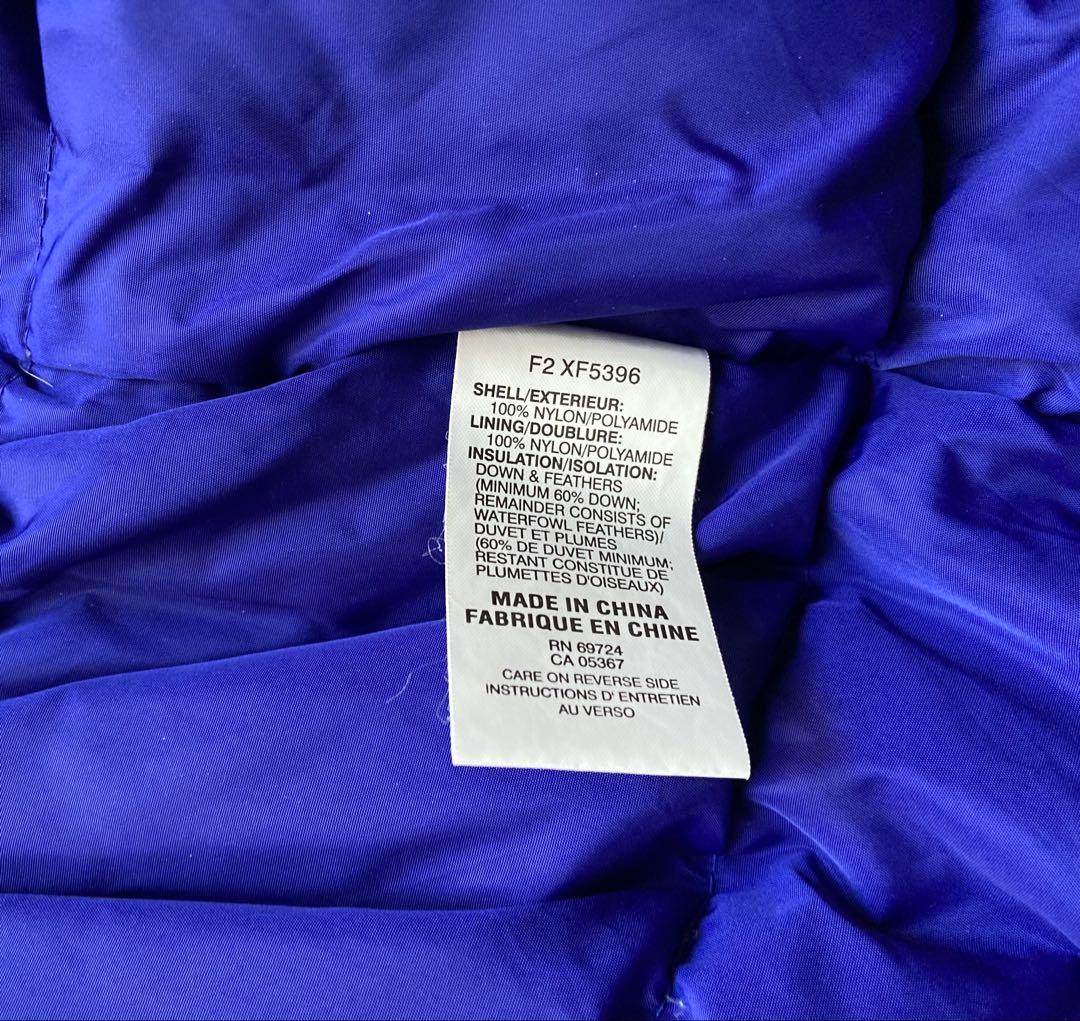 F2 XF5396
SHELL/EXTERIEUR:
100% NYLON/POLYAMIDE
LINING/DOUBLURE:
100% NYLON/POLYAMIDE
INSULATION/ISOLATION:
DOWN & FEATHERS
(MINIMUM 60% DOWN;
REMAINDER CONSISTS OF
WATERFOWL FEATHERS)/
DUVET ET PLUMES
(60% DE DUVET MINIMUM;
RESTANT CONSTITUE DE
PLUMETTES D'OISEAUX)
MADE IN CHINA
FABRIQUE EN CHINE
RN 69724
CA 05367
CARE ON REVERSE SIDE
INSTRUCTIONS D' ENTRETIEN
AU VERSO